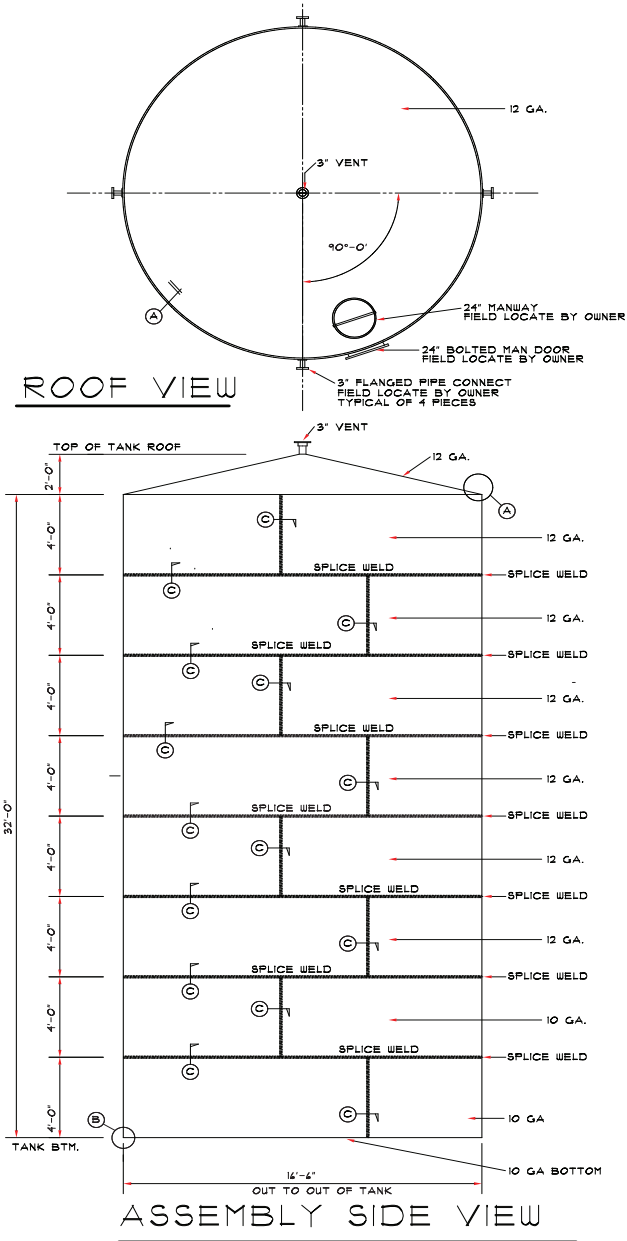 12 GA.
3" VENT
90°-0'
A
24" MANWAY
FIELD LOCATE BY OWNER
24" BOLTED MAN DOOR
FIELD LOCATE BY OWNER
3" FLANGED PIPE CONNECT
FIELD LOCATE BY OWNER
TYPICAL OF 4 PIECES
ROOF VIEW
3" VENT
TOP OF TANK ROOF
12 GA.
2'-0"
A
4'-0"
C
12 GA.
SPLICE WELD
SPLICE WELD
C
4'-0"
C
12 GA.
SPLICE WELD
SPLICE WELD
C
4'-0"
C
12 GA.
SPLICE WELD
SPLICE WELD
C
4'-0"
C
12 GA.
32'-0"
SPLICE WELD
SPLICE WELD
C
4'-0"
C
12 GA.
SPLICE WELD
SPLICE WELD
C
4'-0"
C
12 GA.
SPLICE WELD
SPLICE WELD
C
4'-0"
C
10 GA.
SPLICE WELD
SPLICE WELD
C
4'-0"
C
10 GA
B
TANK BTM.
10 GA BOTTOM
16'-6"
OUT TO OUT OF TANK
ASSEMBLY SIDE VIEW